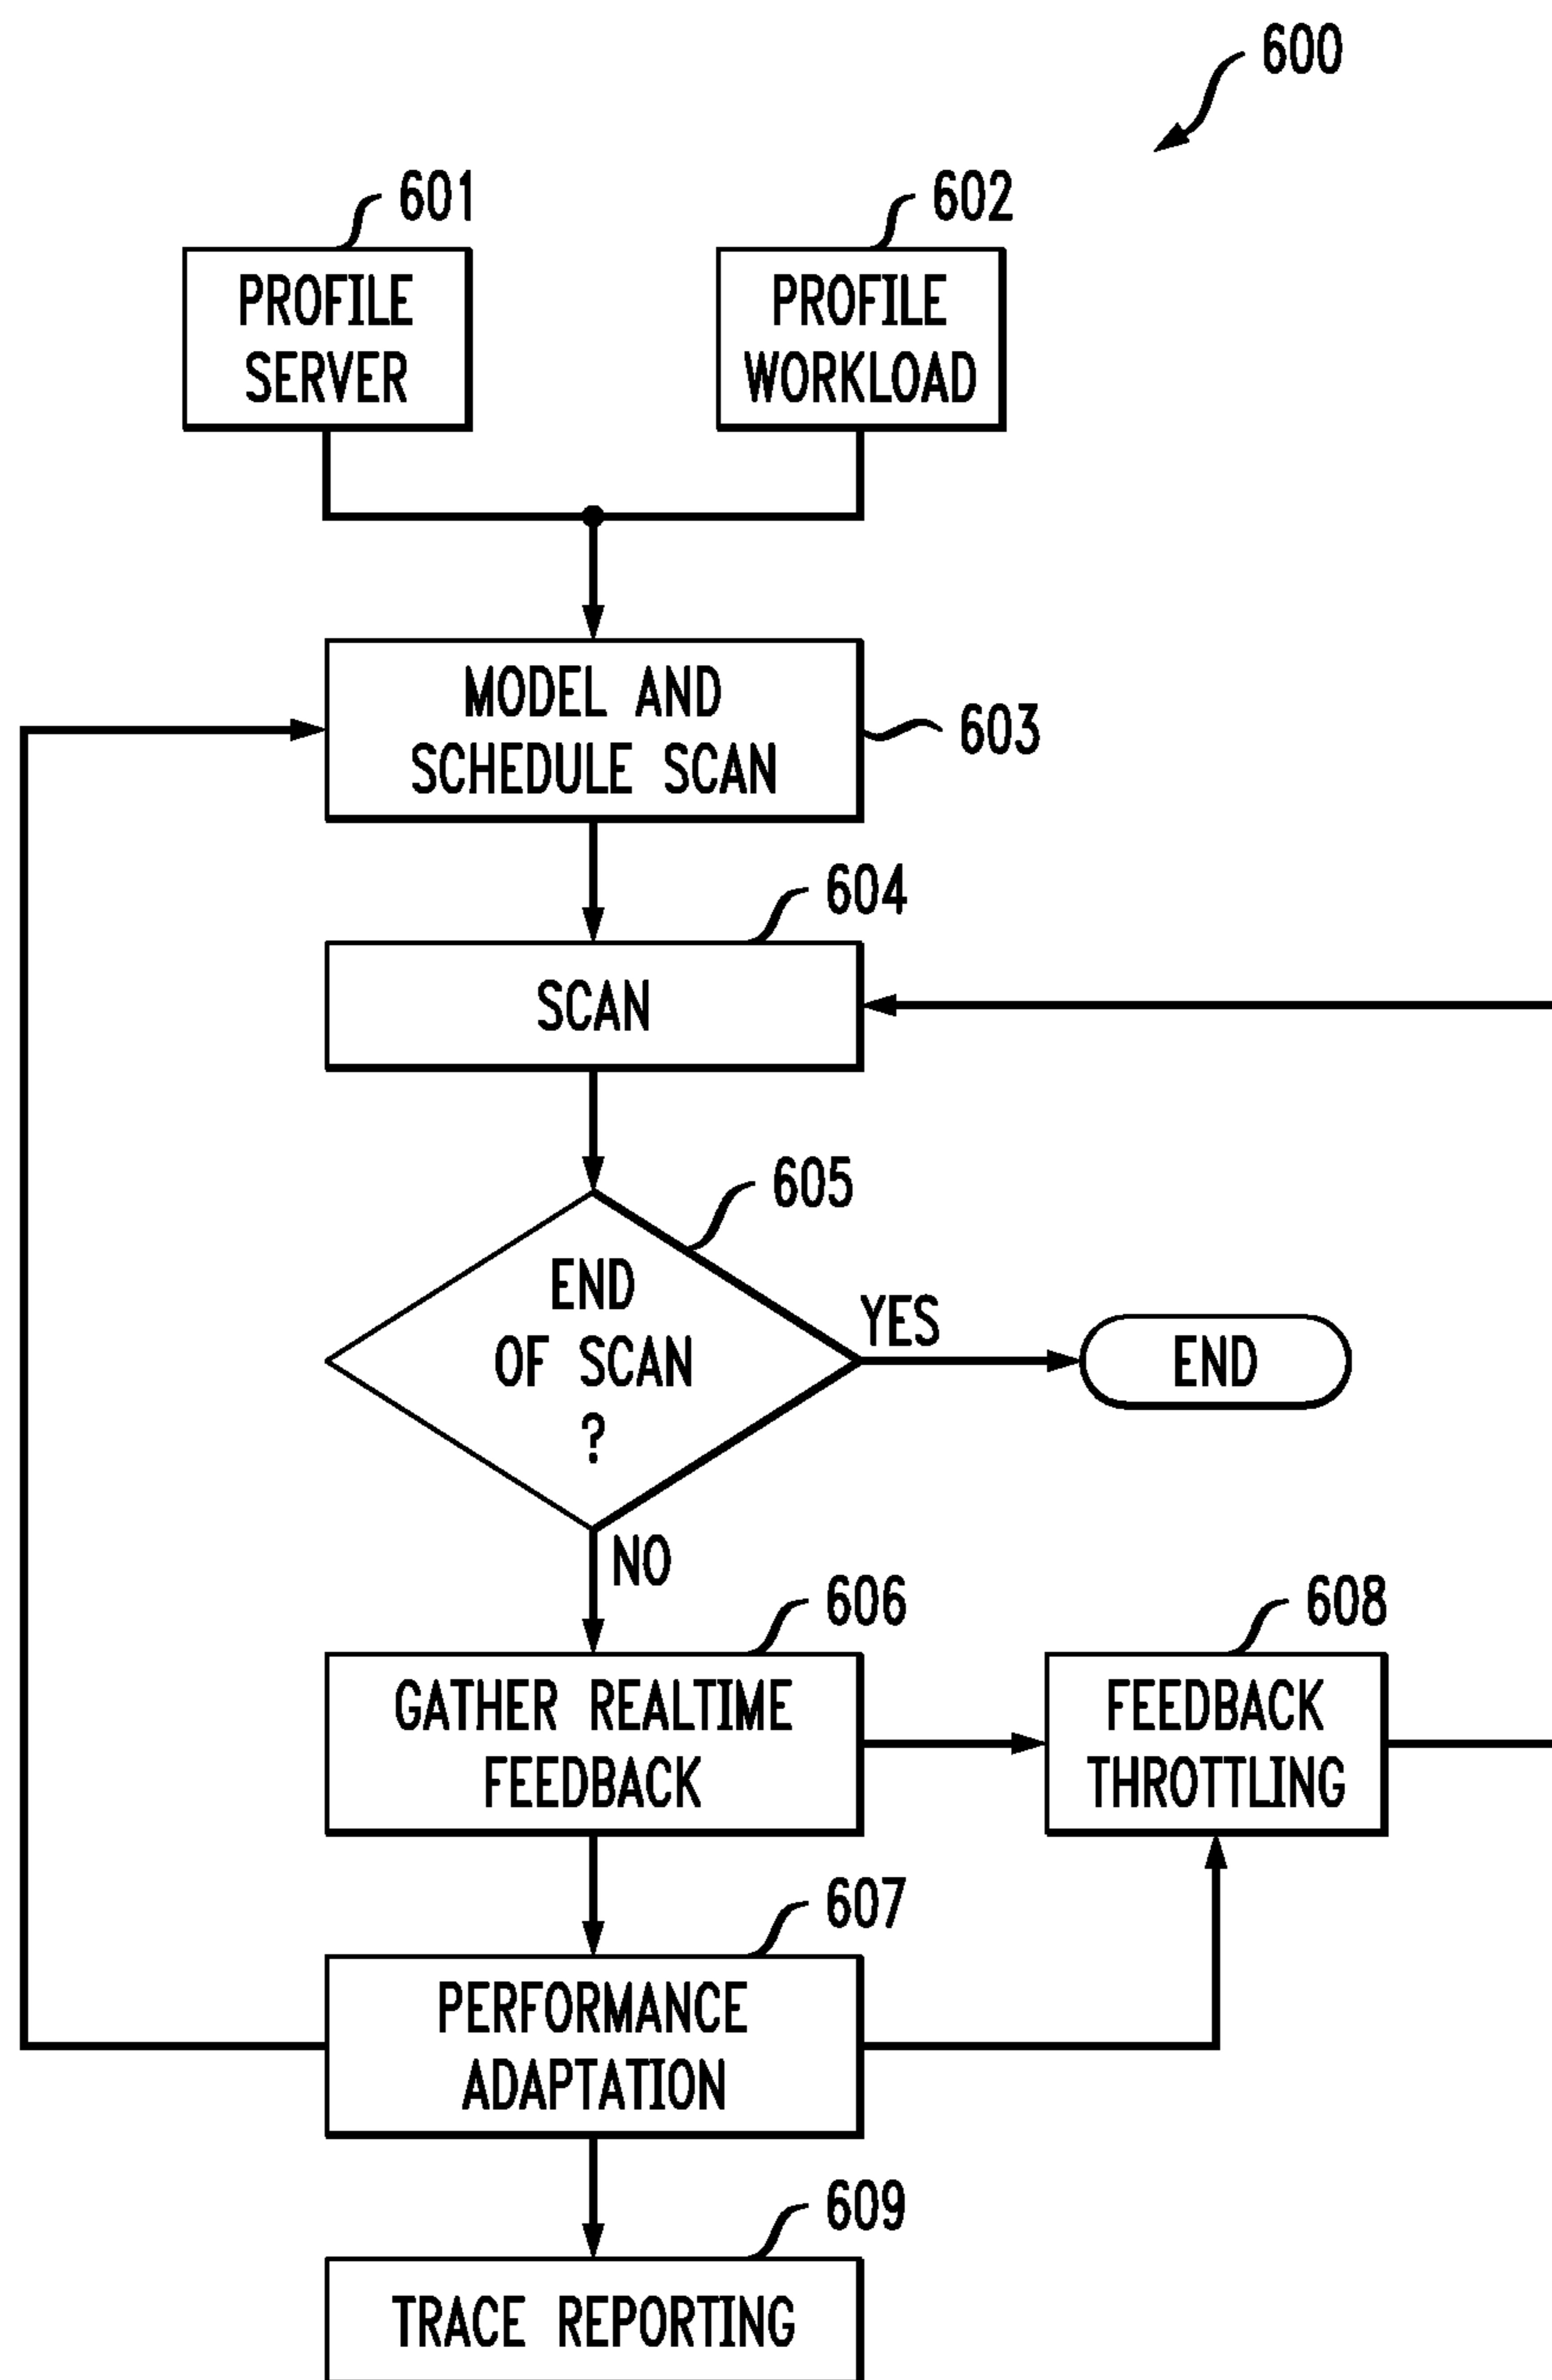 600
601
602
PROFILE
SERVER
PROFILE
WORKLOAD
MODEL AND
SCHEDULE SCAN
603
604
SCAN
605
END
OF SCAN
?
YES
END
NO
606
608
GATHER REALTIME
FEEDBACK
FEEDBACK
THROTTLING
607
PERFORMANCE
ADAPTATION
609
TRACE REPORTING